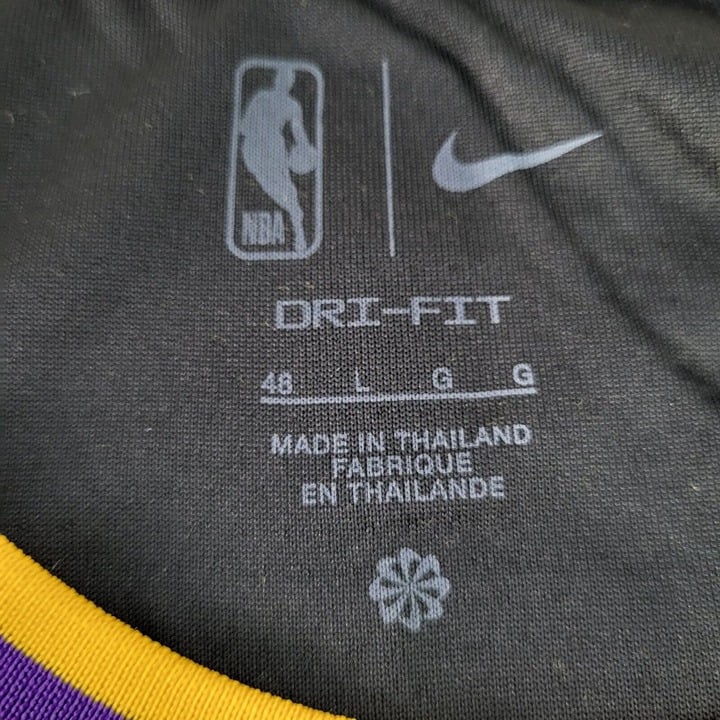 NBA
DRI-FIT
48 L G G
MADE IN THAILAND
FABRIQUE
EN THAILANDE